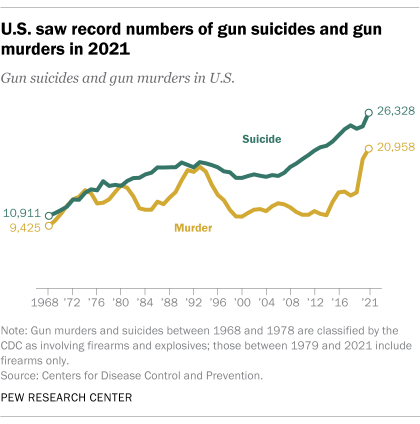 U.S. saw record numbers of gun suicides and gun
murders in 2021
Gun suicides and gun murders in U.S.
26,328
Suicide
20,958
10,911
9,425
Murder
1968 '72 '76 '80 '84 '88 '92 '96 '00 '04 '08 '12 '16 '21
Note: Gun murders and suicides between 1968 and 1978 are classified by the
CDC as involving firearms and explosives; those between 1979 and 2021 include
firearms only.
Source: Centers for Disease Control and Prevention.
PEW RESEARCH CENTER